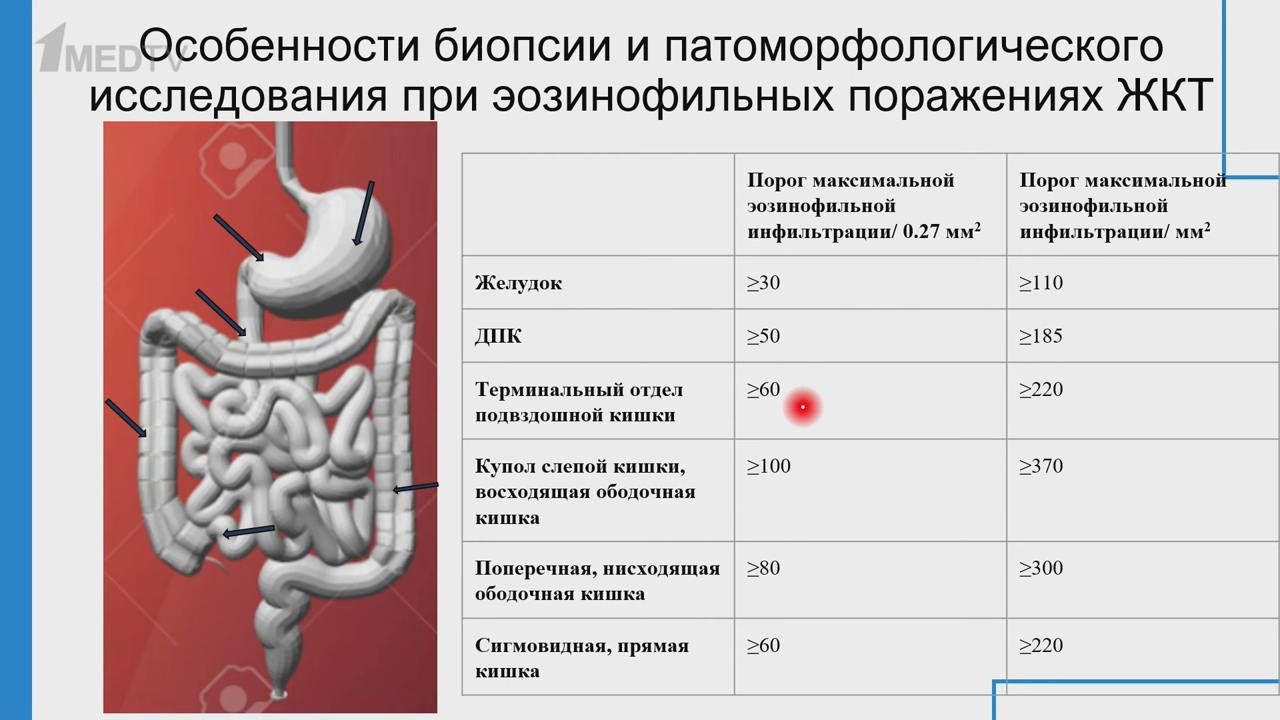 1MEDTV
Особенности биопсии и патоморфологического
исследования при эозинофильных поражениях ЖКТ
Порог максимальной
эозинофильной
инфильтрации/ 0.27 мм²
Порог максимальной
эозинофильной
инфильтрации/ мм²
Желудок
≥30
≥110
ДПК
≥50
≥185
Терминальный отдел
подвздошной кишки
≥60
≥220
Купол слепой кишки,
восходящая ободочная
кишка
≥100
≥370
Поперечная, нисходящая
ободочная кишка
≥80
≥300
Сигмовидная, прямая
кишка
≥60
≥220